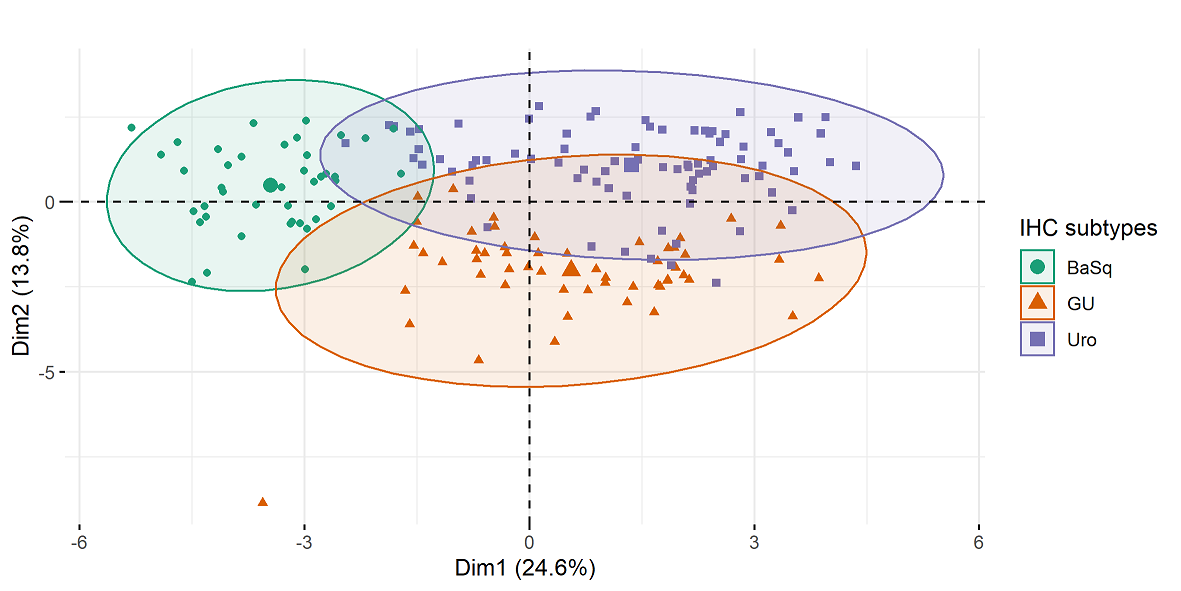 0
-5
-6
-3
0
3
6
Dim1 (24.6%)
Dim2 (13.8%)
IHC subtypes
BaSq
GU
Uro